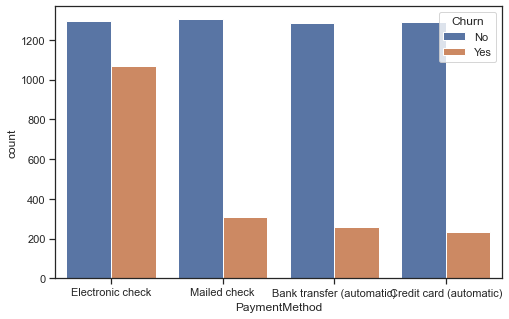 Churn
No
Yes
1200
1000
800
600
400
200
0
count
Electronic check
Mailed check
Bank transfer (automatic)
Credit card (automatic)
PaymentMethod